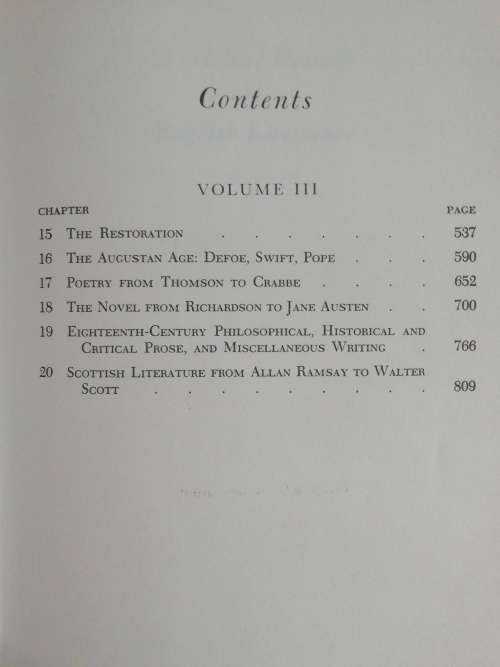 Contents
VOLUME III
CHAPTER PAGE
15 THE RESTORATION . . . . . . . 537
16 THE AUGUSTAN AGE: DEFOE, SWIFT, POPE . . . 590
17 POETRY FROM THOMSON TO CRABBE . . . . 652
18 THE NOVEL FROM RICHARDSON TO JANE AUSTEN . . 700
19 EIGHTEENTH-CENTURY PHILOSOPHICAL, HISTORICAL AND
CRITICAL PROSE, AND MISCELLANEOUS WRITING . 766
20 SCOTTISH LITERATURE FROM ALLAN RAMSAY TO WALTER
SCOTT . . . . . . . . 809